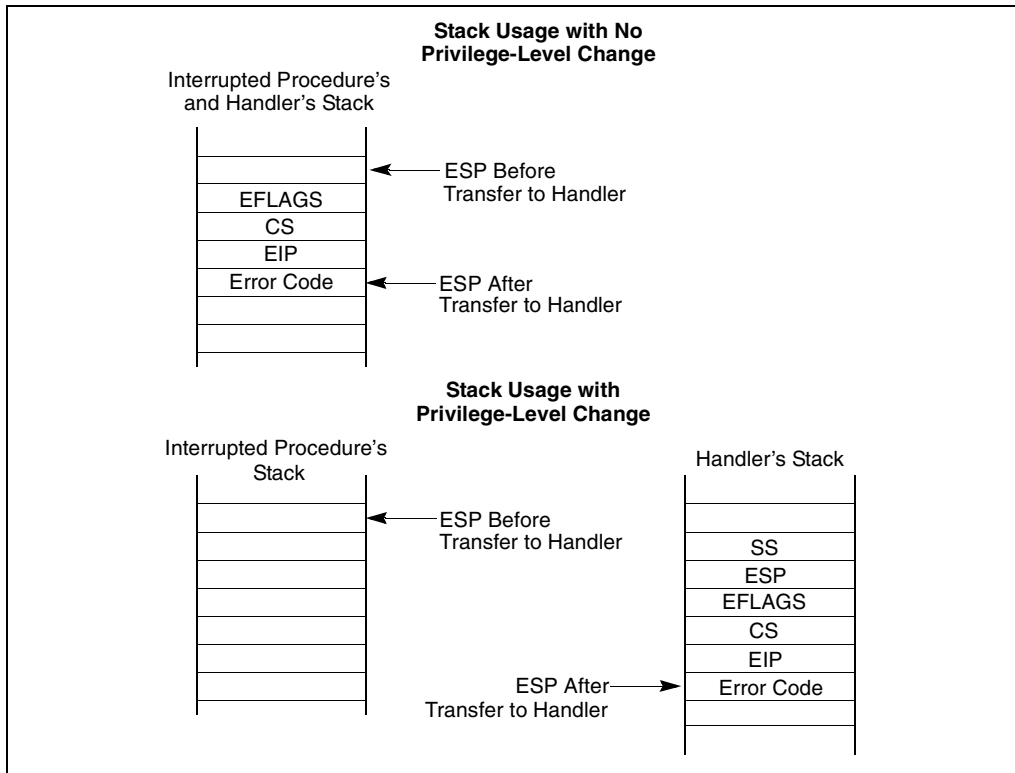 Stack Usage with No
Privilege-Level Change
Interrupted Procedure's
and Handler's Stack
ESP Before
Transfer to Handler
EFLAGS
CS
EIP
Error Code
ESP After
Transfer to Handler
Stack Usage with
Privilege-Level Change
Interrupted Procedure's
Stack
Handler's Stack
ESP Before
Transfer to Handler
SS
ESP
EFLAGS
CS
EIP
Error Code
ESP After
Transfer to Handler